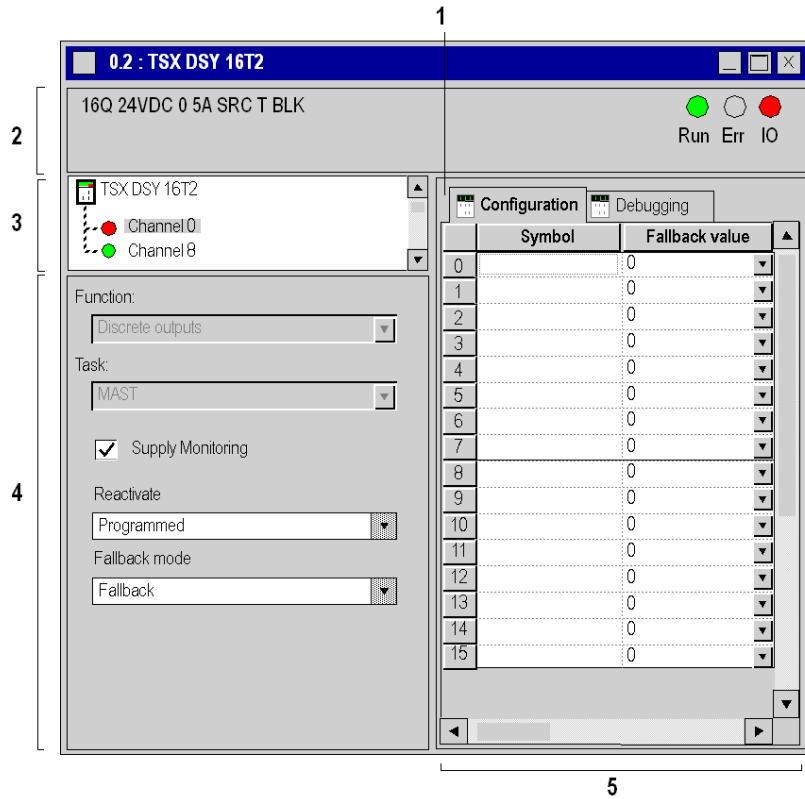 1
0.2 : TSX DSY 16T2
2
16Q 24VDC 0 5A SRC T BLK
Run Err IO
3
TSX DSY 16T2
Channel 0
Channel 8
Configuration
Debugging
Symbol Fallback value
0 0
1 0
2 0
3 0
4 0
5 0
6 0
7 0
8 0
9 0
10 0
11 0
12 0
13 0
14 0
15 0
4
Function:
Discrete outputs
Task:
MAST
Supply Monitoring
Reactivate
Programmed
Fallback mode
Fallback
5